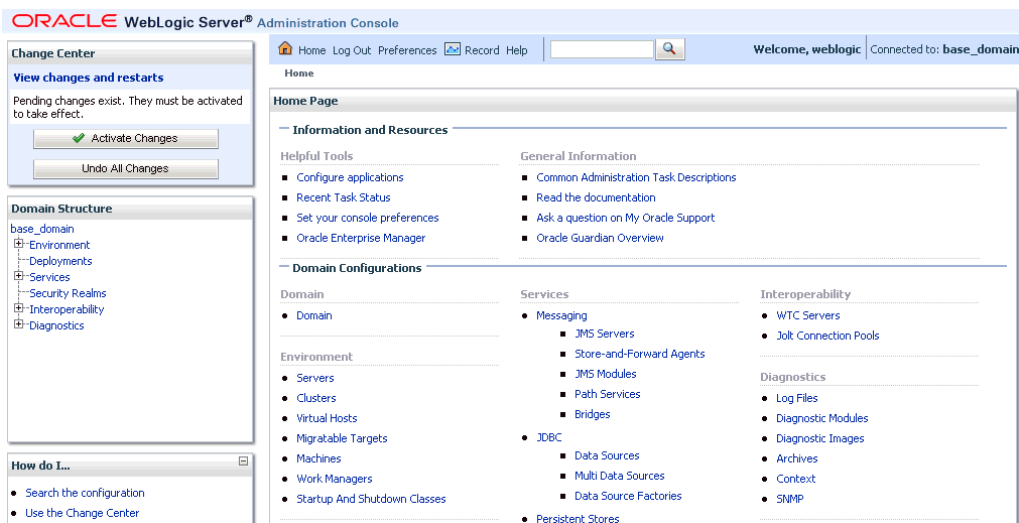 ORACLE WebLogic Server® Administration Console
Change Center
View changes and restarts
Pending changes exist. They must be activated
to take effect.
Activate Changes
Undo All Changes
Domain Structure
base_domain
Environment
Deployments
Services
Security Realms
Interoperability
Diagnostics
How do I...
Search the configuration
Use the Change Center
Home Log Out Preferences Record Help
Welcome, weblogic Connected to: base_domain
Home
Home Page
Information and Resources
Helpful Tools
Configure applications
Recent Task Status
Set your console preferences
Oracle Enterprise Manager
General Information
Common Administration Task Descriptions
Read the documentation
Ask a question on My Oracle Support
Oracle Guardian Overview
Domain Configurations
Domain
Domain
Environment
Servers
Clusters
Virtual Hosts
Migratable Targets
Machines
Work Managers
Startup And Shutdown Classes
Services
Messaging
JMS Servers
Store-and-Forward Agents
JMS Modules
Path Services
Bridges
JDBC
Data Sources
Multi Data Sources
Data Source Factories
Persistent Stores
Interoperability
WTC Servers
Jolt Connection Pools
Diagnostics
Log Files
Diagnostic Modules
Diagnostic Images
Archives
Context
SNMP